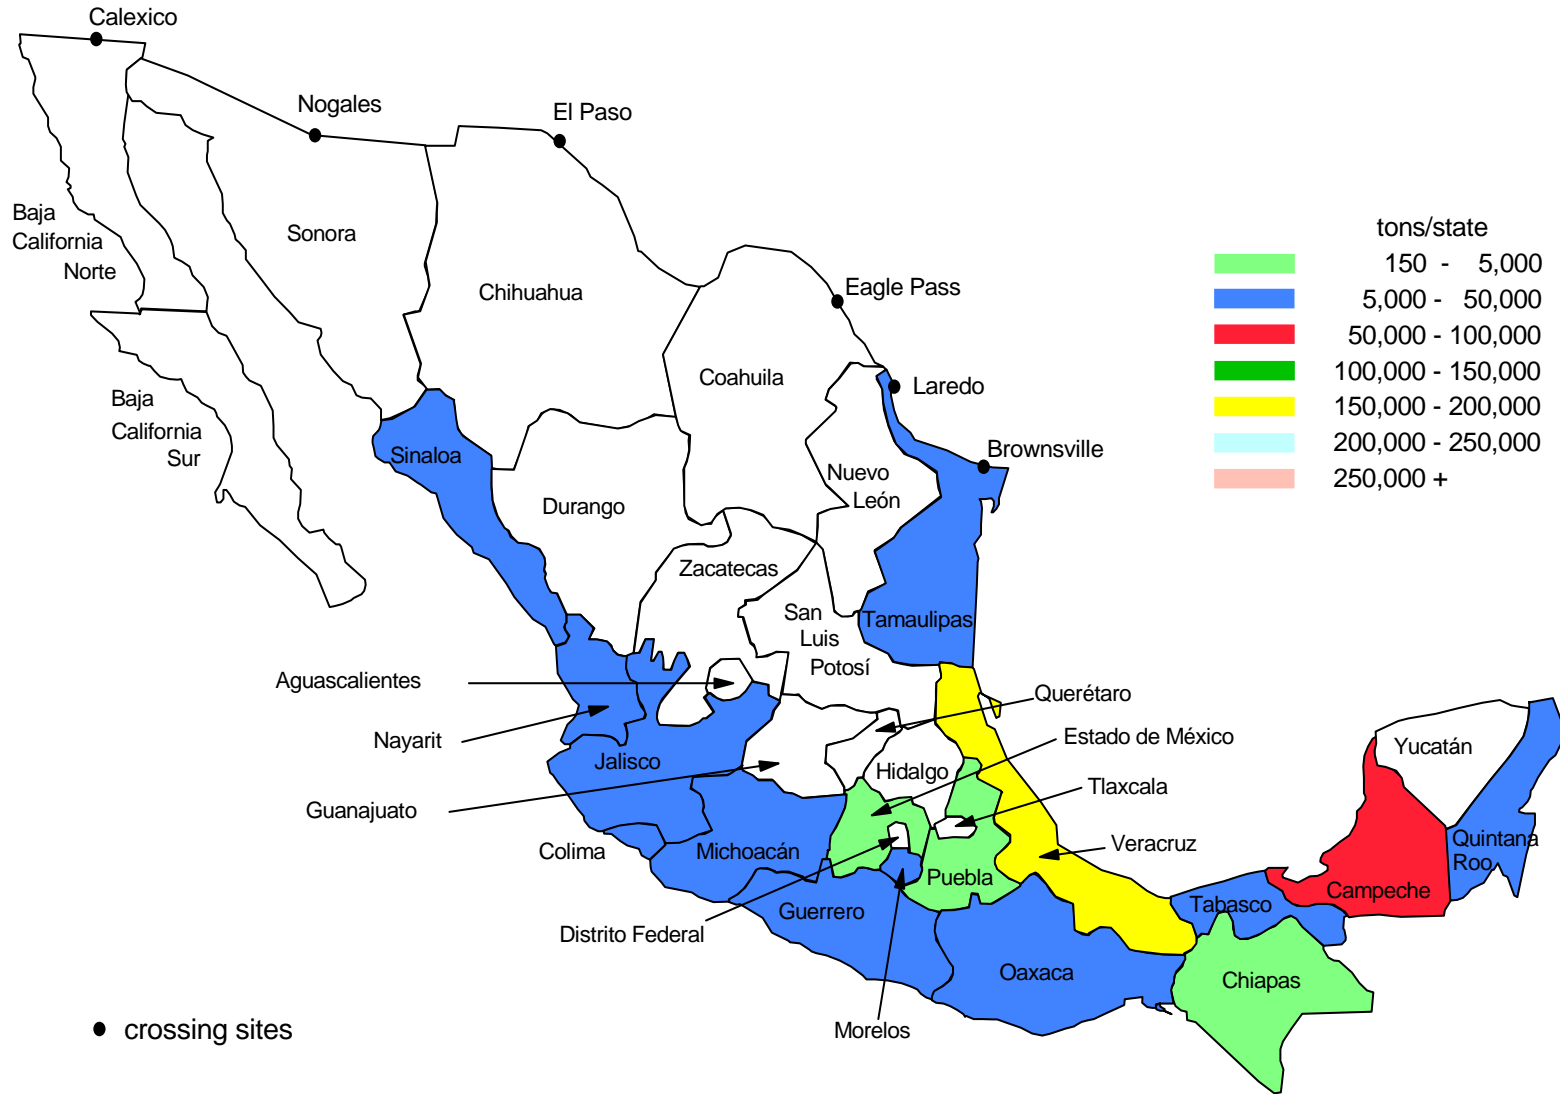 Calexico
Nogales
El Paso
Baja
California
Norte
Sonora
Chihuahua
Eagle Pass
tons/state
150 - 5,000
5,000 - 50,000
50,000 - 100,000
100,000 - 150,000
150,000 - 200,000
200,000 - 250,000
250,000 +
Coahuila
Laredo
Baja
California
Sur
Sinaloa
Brownsville
Nuevo
León
Durango
Zacatecas
San
Luis
Potosí
Tamaulipas
Aguascalientes
Querétaro
Nayarit
Estado de México
Jalisco
Hidalgo
Yucatán
Tlaxcala
Guanajuato
Colima
Michoacán
Veracruz
Quintana
Roo
Puebla
Campeche
Guerrero
Tabasco
Distrito Federal
Oaxaca
Chiapas
Morelos
crossing sites